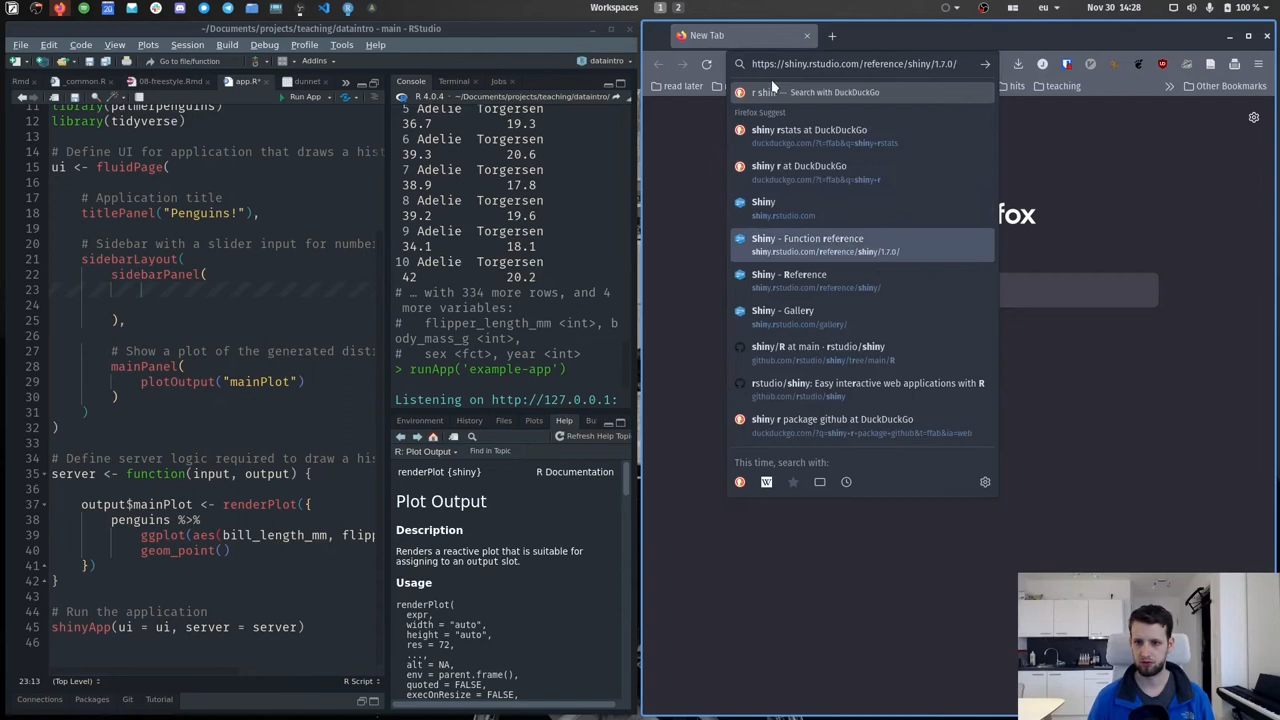 Workspaces 1 2
Aug 9 14:28
en
100 %
~/Documents/projects/teaching/dataintro/ - main - RStudio
File Edit Code View Plots Session Build Debug Profile Tools Help
Go to file/function
dataintro
Rmd
_common.R
08-freestyle.Rmd
app.R*
Run App
11 library(palmerpenguins)
12 library(tidyverse)
13
14 # Define UI for application that draws a his
15 ui <- fluidPage(
16
17 # Application title
18 titlePanel("Penguins!"),
19
20 # Sidebar with a slider input for number
21 sidebarLayout(
22 sidebarPanel(
23
24
25 ),
26
27 # Show a plot of the generated dist
28 mainPanel(
29 plotOutput("mainPlot")
30 )
31 )
32 )
33
34 # Define server logic required to draw a his
35 server <- function(input, output) {
36
37 output$mainPlot <- renderPlot({
38 penguins %>%
39 ggplot(aes(bill_length_mm, flipp
40 geom_point()
41 })
42 }
43
44 # Run the application
45 shinyApp(ui = ui, server = server)
46
23:13 (Top Level) R Script
Connections Packages Git Tutorial
Console Terminal Jobs
R 4.0.4 · ~/Documents/projects/teaching/dataintro/
5 Adelie Torgersen
36.7 19.3
6 Adelie Torgersen
39.3 20.6
7 Adelie Torgersen
38.9 17.8
8 Adelie Torgersen
39.2 19.6
9 Adelie Torgersen
34.1 18.1
10 Adelie Torgersen
42 20.2
# … with 334 more rows, and 4
more variables:
# flipper_length_mm <int>, b
ody_mass_g <int>,
# sex <fct>, year <int>
> runApp('example-app')
Listening on http://127.0.0.1:
Environment History Files Plots Help Bu
Refresh Help Topic
R: Plot Output Find in Topic
renderPlot {shiny} R Documentation
Plot Output
Description
Renders a reactive plot that is suitable for
assigning to an output slot.
Usage
renderPlot(
expr,
width = "auto",
height = "auto",
res = 72,
...,
alt = NA,
env = parent.frame(),
quoted = FALSE,
execOnResize = FALSE,
New Tab
https://shiny.rstudio.com/reference/shiny/1.7.0/
read later
hits
teaching
Other Bookmarks
r shin — Search with DuckDuckGo
Firefox Suggest
shiny rstats at DuckDuckGo
duckduckgo.com/?t=ffab&q=shiny+rstats
shiny r at DuckDuckGo
duckduckgo.com/?t=ffab&q=shiny+r
Shiny
shiny.rstudio.com
Shiny - Function reference
shiny.rstudio.com/reference/shiny/1.7.0/
Shiny - Reference
shiny.rstudio.com/reference/shiny/
Shiny - Gallery
shiny.rstudio.com/gallery/
shiny/R at main · rstudio/shiny
github.com/rstudio/shiny/tree/main/R
rstudio/shiny: Easy interactive web applications with R
github.com/rstudio/shiny
shiny r package github at DuckDuckGo
duckduckgo.com/?q=shiny+r+package+github&t=ffab&ia=web
This time, search with:
fox